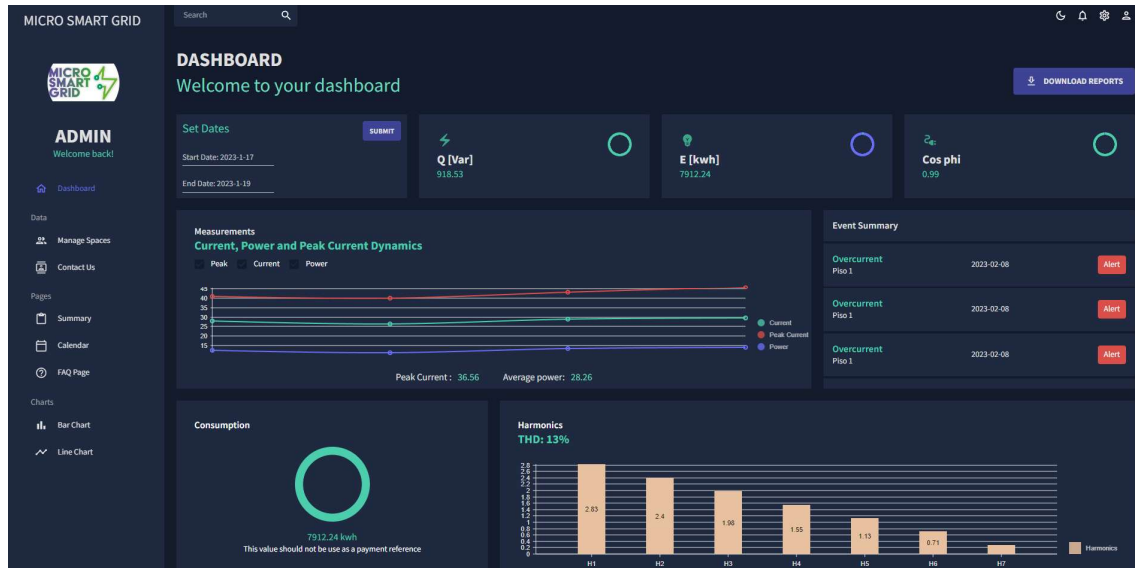 MICRO SMART GRID
Search
MICRO
SMART
GRID
ADMIN
Welcome back!
Dashboard
Data
Manage Spaces
Contact Us
Pages
Summary
Calendar
FAQ Page
Charts
Bar Chart
Line Chart
DASHBOARD
Welcome to your dashboard
DOWNLOAD REPORTS
Set Dates
SUBMIT
Start Date: 2023-1-17
End Date: 2023-1-19
Q [Var]
918.53
E [kwh]
7912.24
Cos phi
0.99
Measurements
Current, Power and Peak Current Dynamics
Peak Current Power
45
40
35
30
25
20
15
Current
Peak Current
Power
Peak Current : 36.56 Average power: 28.26
Event Summary
Overcurrent
Piso 1
2023-02-08
Alert
Overcurrent
Piso 1
2023-02-08
Alert
Overcurrent
Piso 1
2023-02-08
Alert
Consumption
7912.24 kwh
This value should not be use as a payment reference
Harmonics
THD: 13%
2.8
2.6
2.4
2.2
2
1.8
1.6
1.4
1.2
1
0.8
0.6
0.4
0.2
0
2.83
2.4
1.98
1.55
1.13
0.71
H1 H2 H3 H4 H5 H6 H7
Harmonics